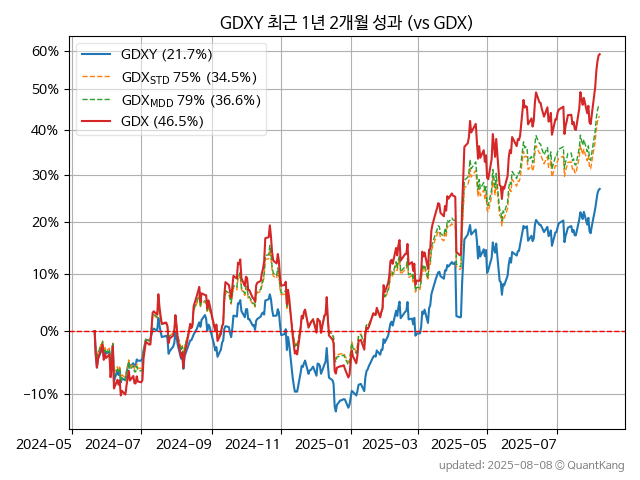 GDXY 최근 1년 2개월 성과 (vs GDX)
60%
50%
40%
30%
20%
10%
0%
−10%
GDXY (21.7%)
GDX_STD 75% (34.5%)
GDX_MDD 79% (36.6%)
GDX (46.5%)
2024-05 2024-07 2024-09 2024-11 2025-01 2025-03 2025-05 2025-07
updated: 2025-08-08 © QuantKang